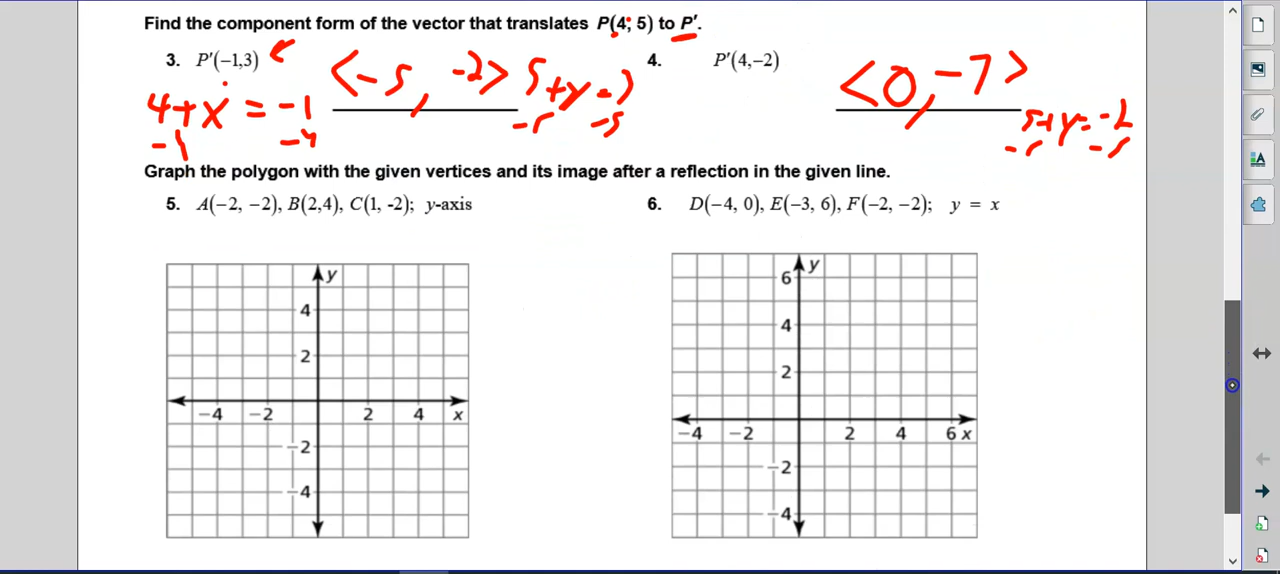 Find the component form of the vector that translates P(4, 5) to P'.
3. P'(−1,3)
<-5, -2>
5+y=3
-5 -5
4+x = -1
-4 -4
4. P'(4,−2)
<0, -7>
5+y=-2
-5 -5
Graph the polygon with the given vertices and its image after a reflection in the given line.
5. A(−2, −2), B(2,4), C(1, -2); y-axis
6. D(−4, 0), E(−3, 6), F(−2, −2); y = x
y
4
2
−4 −2 2 4 x
−2
−4
y
6
4
2
−4 −2 2 4 6 x
−2
−4